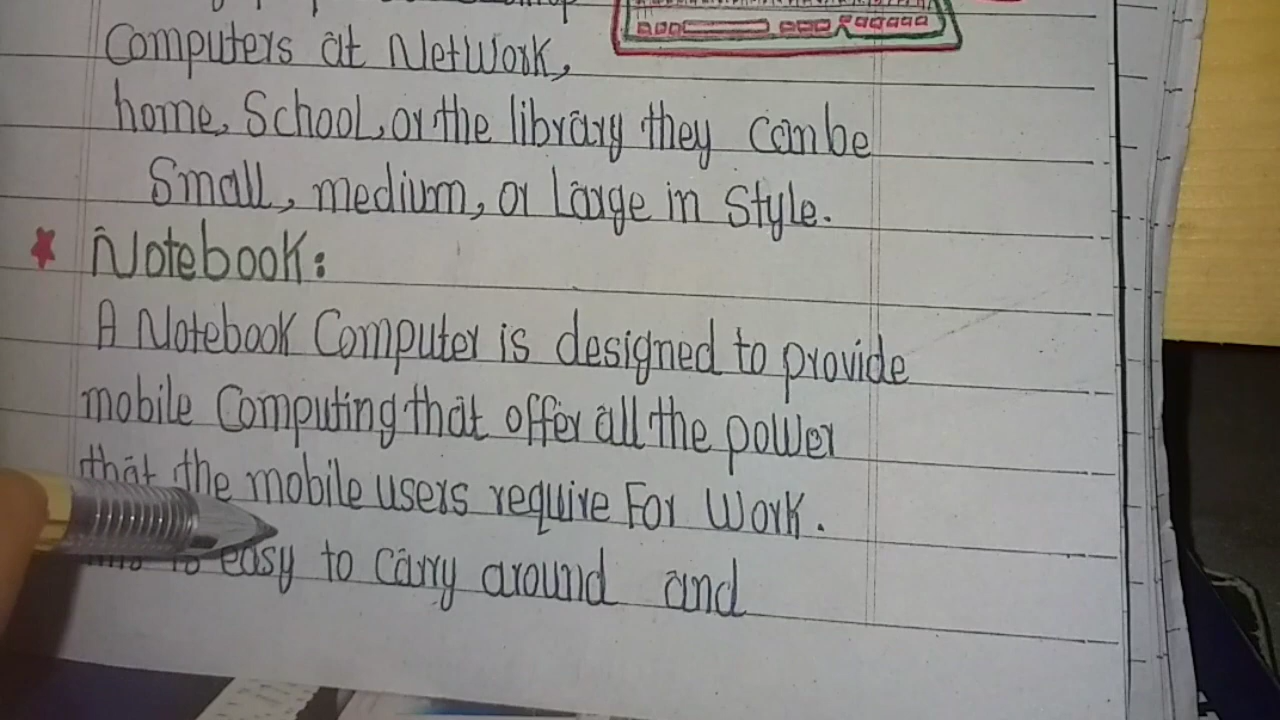 Computers at Network,
home, School, or the library they can be
Small, medium, or Large in Style.
Notebook:
A Notebook Computer is designed to provide
mobile Computing that offer all the power
that the mobile users require For Work.
easy to carry around and